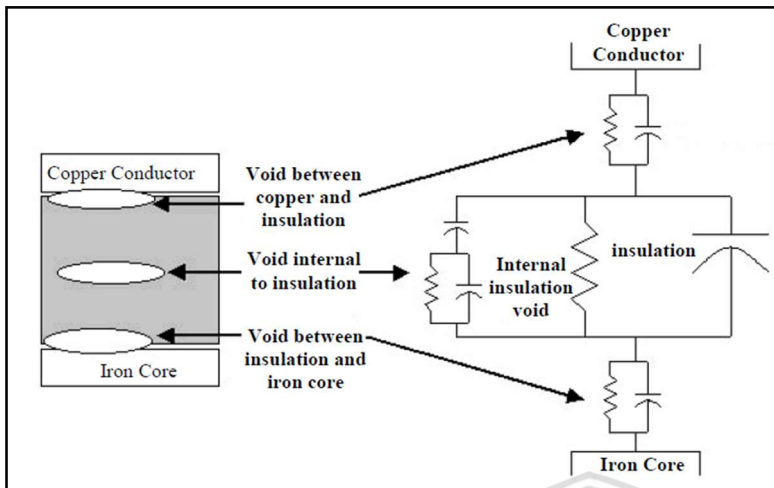 Copper Conductor
Iron Core
Void between
copper and
insulation
Void internal
to insulation
Void between
insulation and
iron core
Copper
Conductor
Internal
insulation
void
insulation
Iron Core